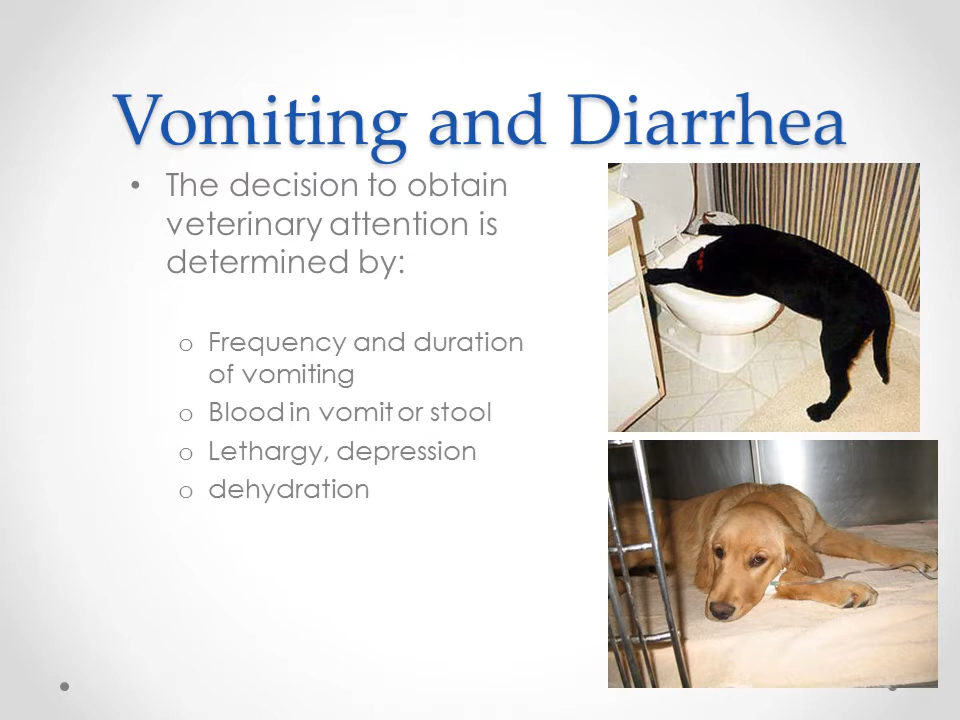 Vomiting and Diarrhea
• The decision to obtain
veterinary attention is
determined by:
o Frequency and duration
of vomiting
o Blood in vomit or stool
o Lethargy, depression
o dehydration